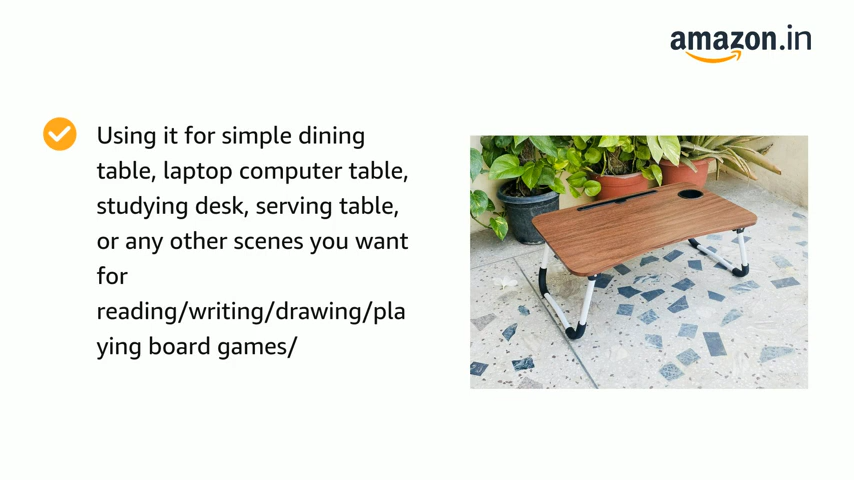 amazon.in
Using it for simple dining
table, laptop computer table,
studying desk, serving table,
or any other scenes you want
for
reading/writing/drawing/pla
ying board games/